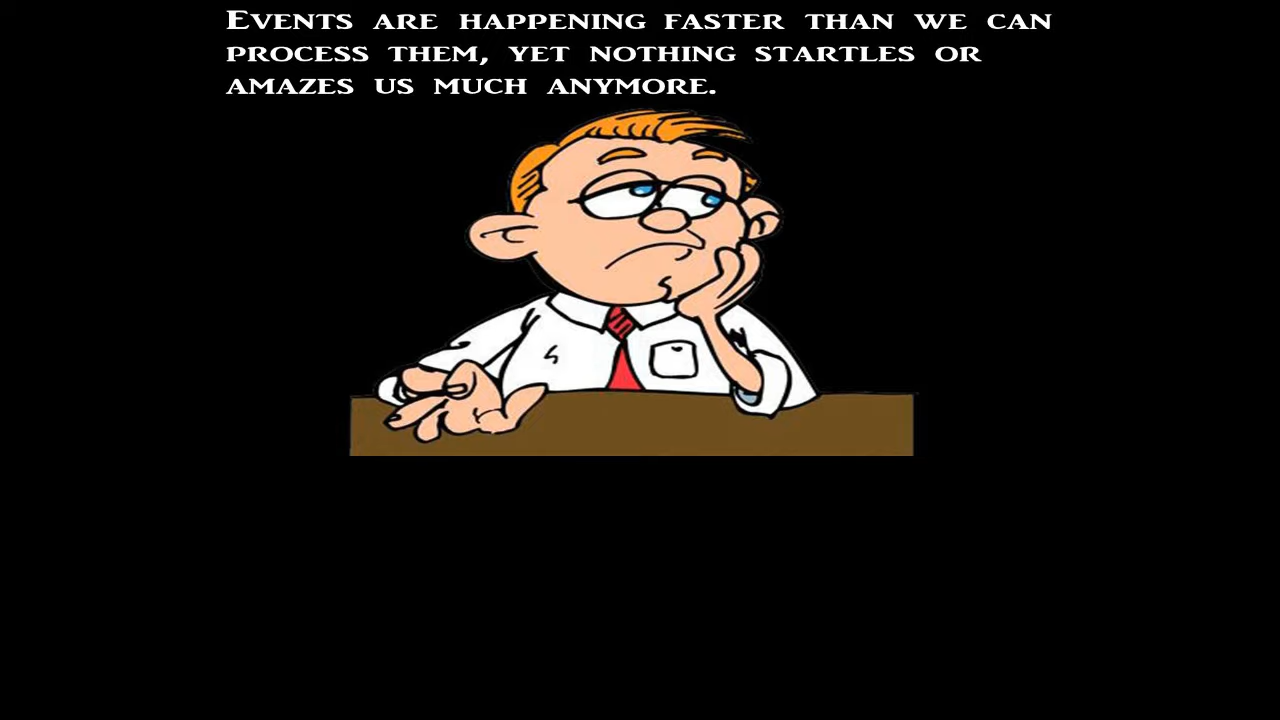 Events are happening faster than we can
process them, yet nothing startles or
amazes us much anymore.